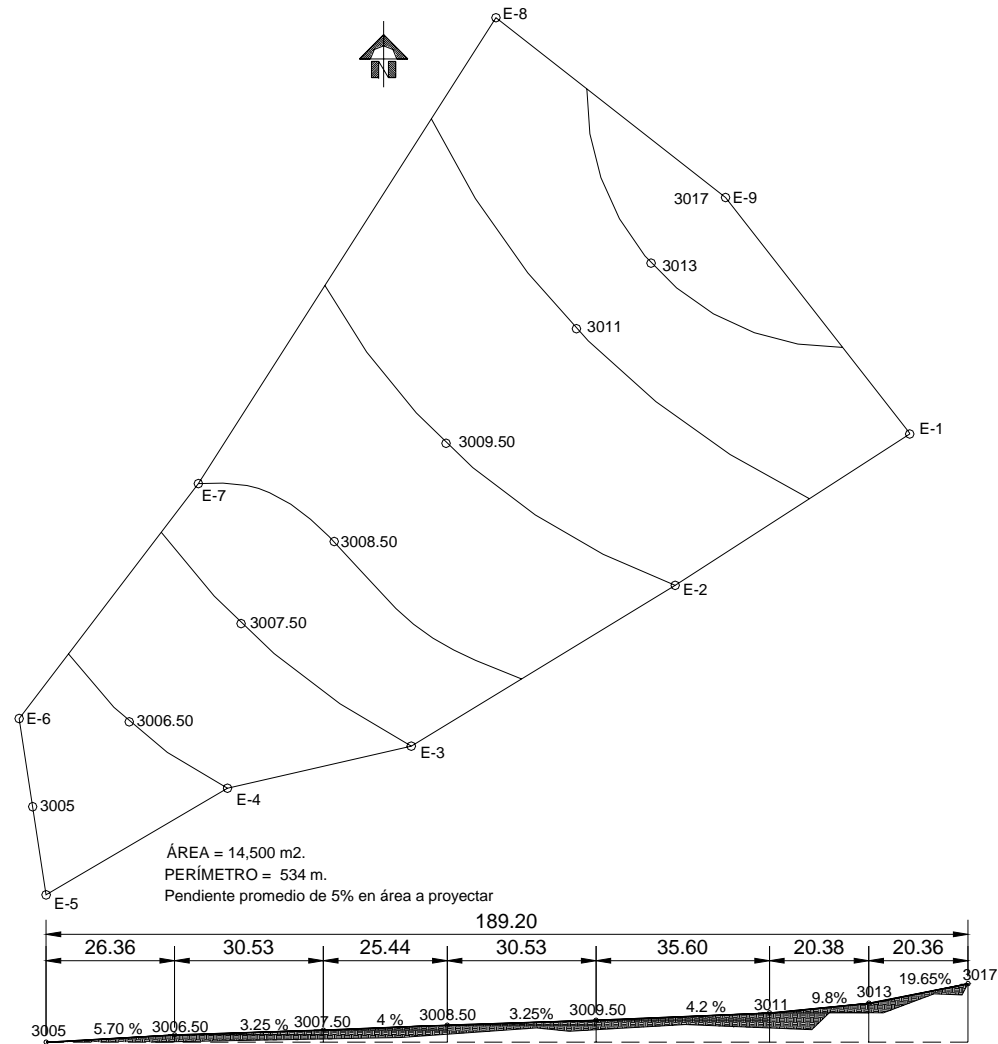 E-8
N
3017 E-9
3013
3011
E-1
3009.50
E-7
3008.50
E-2
3007.50
E-6
3006.50
E-3
E-4
3005
E-5
ÁREA = 14,500 m2.
PERÍMETRO = 534 m.
Pendiente promedio de 5% en área a proyectar
189.20
26.36 30.53 25.44 30.53 35.60 20.38 20.36
3005 5.70 % 3006.50 3.25 % 3007.50 4 % 3008.50 3.25% 3009.50 4.2 % 3011 9.8% 3013 19.65% 3017